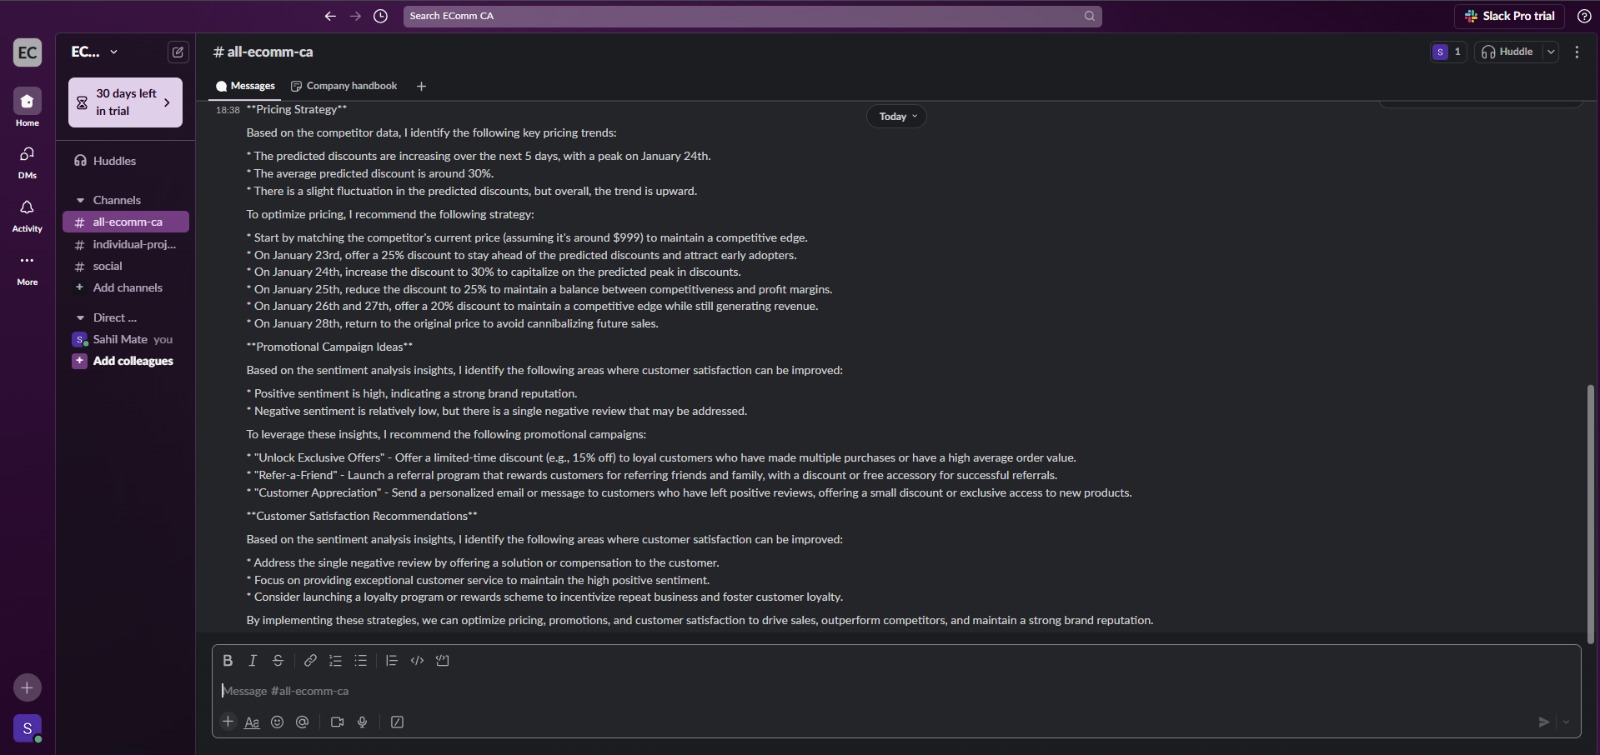 Search EComm CA
Slack Pro trial
EC
EC...
# all-ecomm-ca
S 1
Huddle
30 days left
in trial
Messages
Company handbook
Home
DMs
Activity
More
Huddles
Channels
# all-ecomm-ca
# individual-proj...
# social
+ Add channels
Direct ...
S Sahil Mate you
+ Add colleagues
S
Today
18:38 **Pricing Strategy**
Based on the competitor data, I identify the following key pricing trends:
* The predicted discounts are increasing over the next 5 days, with a peak on January 24th.
* The average predicted discount is around 30%.
* There is a slight fluctuation in the predicted discounts, but overall, the trend is upward.
To optimize pricing, I recommend the following strategy:
* Start by matching the competitor's current price (assuming it's around $999) to maintain a competitive edge.
* On January 23rd, offer a 25% discount to stay ahead of the predicted discounts and attract early adopters.
* On January 24th, increase the discount to 30% to capitalize on the predicted peak in discounts.
* On January 25th, reduce the discount to 25% to maintain a balance between competitiveness and profit margins.
* On January 26th and 27th, offer a 20% discount to maintain a competitive edge while still generating revenue.
* On January 28th, return to the original price to avoid cannibalizing future sales.
**Promotional Campaign Ideas**
Based on the sentiment analysis insights, I identify the following areas where customer satisfaction can be improved:
* Positive sentiment is high, indicating a strong brand reputation.
* Negative sentiment is relatively low, but there is a single negative review that may be addressed.
To leverage these insights, I recommend the following promotional campaigns:
* "Unlock Exclusive Offers" - Offer a limited-time discount (e.g., 15% off) to loyal customers who have made multiple purchases or have a high average order value.
* "Refer-a-Friend" - Launch a referral program that rewards customers for referring friends and family, with a discount or free accessory for successful referrals.
* "Customer Appreciation" - Send a personalized email or message to customers who have left positive reviews, offering a small discount or exclusive access to new products.
**Customer Satisfaction Recommendations**
Based on the sentiment analysis insights, I identify the following areas where customer satisfaction can be improved:
* Address the single negative review by offering a solution or compensation to the customer.
* Focus on providing exceptional customer service to maintain the high positive sentiment.
* Consider launching a loyalty program or rewards scheme to incentivize repeat business and foster customer loyalty.
By implementing these strategies, we can optimize pricing, promotions, and customer satisfaction to drive sales, outperform competitors, and maintain a strong brand reputation.
B I S
Message #all-ecomm-ca
Aa